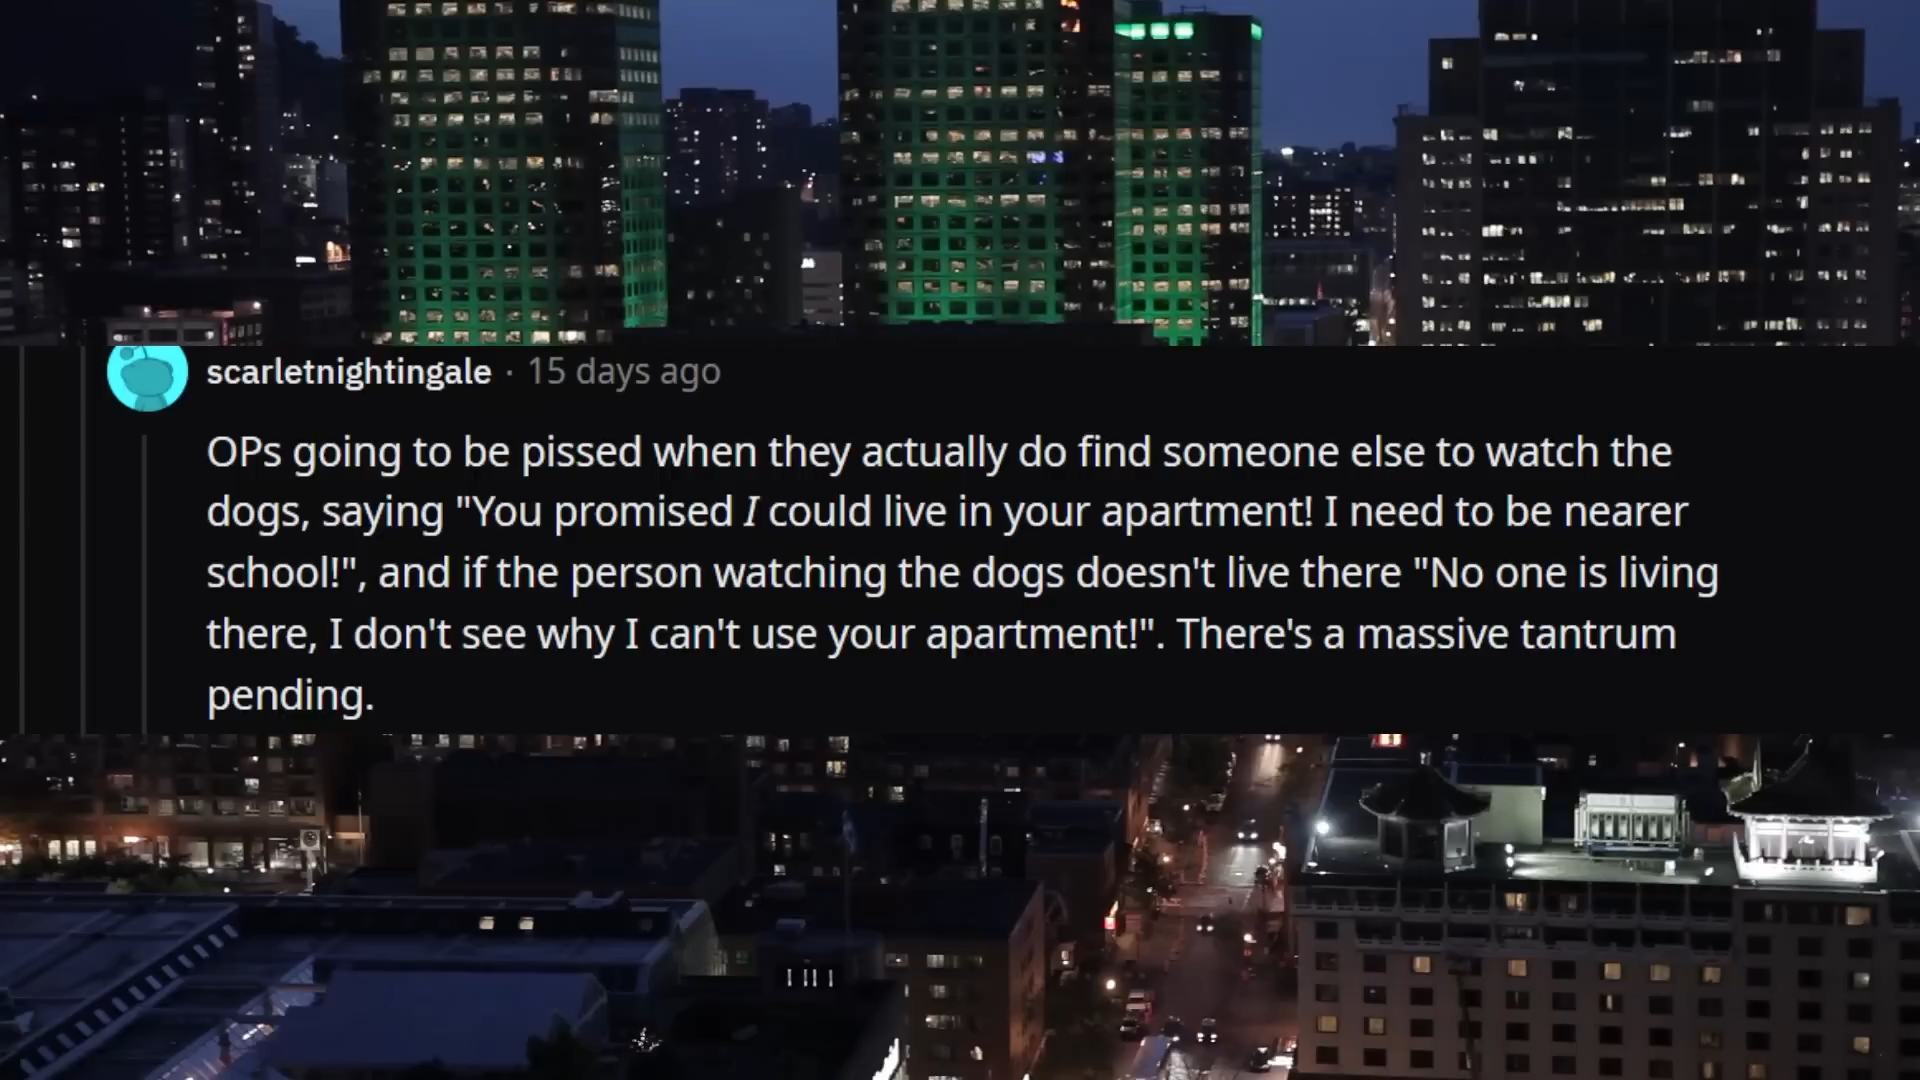 scarletnightingale · 15 days ago
OPs going to be pissed when they actually do find someone else to watch the
dogs, saying "You promised I could live in your apartment! I need to be nearer
school!", and if the person watching the dogs doesn't live there "No one is living
there, I don't see why I can't use your apartment!". There's a massive tantrum
pending.